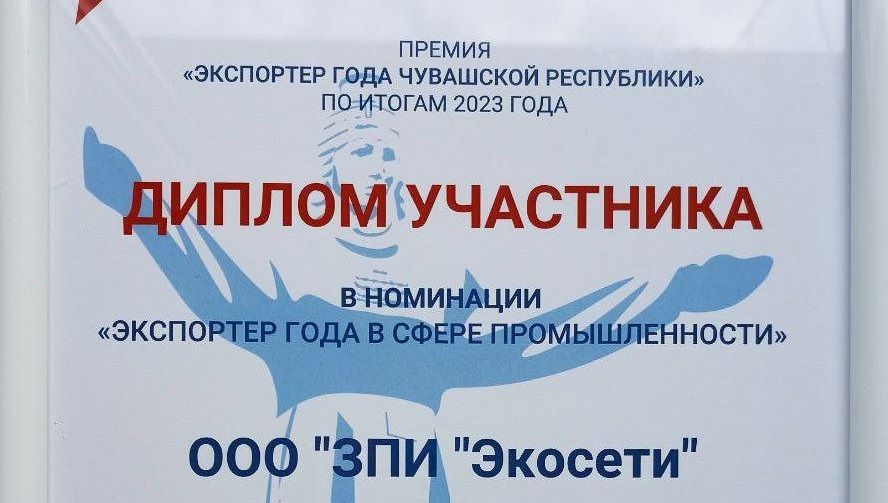 ПРЕМИЯ
«ЭКСПОРТЕР ГОДА ЧУВАШСКОЙ РЕСПУБЛИКИ»
ПО ИТОГАМ 2023 ГОДА
ДИПЛОМ УЧАСТНИКА
В НОМИНАЦИИ
«ЭКСПОРТЕР ГОДА В СФЕРЕ ПРОМЫШЛЕННОСТИ»
ООО "ЗПИ "Экосети"